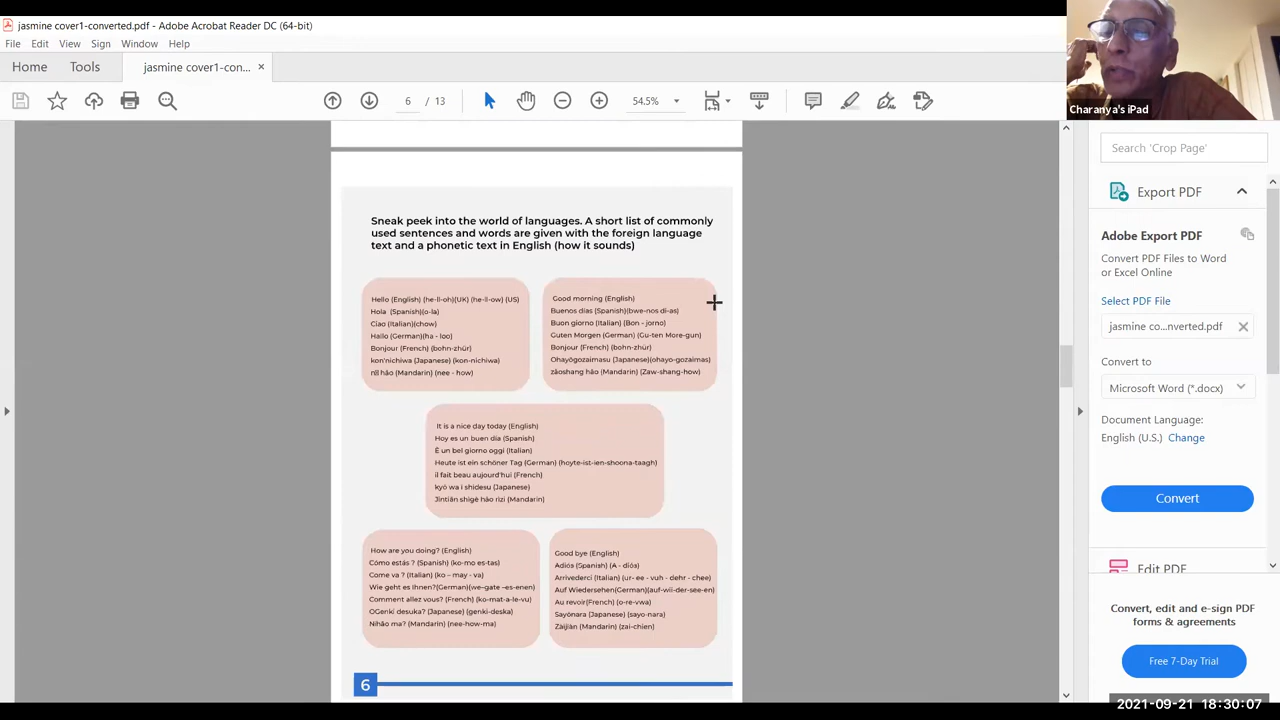 jasmine cover1-converted.pdf - Adobe Acrobat Reader DC (64-bit)
File Edit View Sign Window Help
Home Tools jasmine cover1-con... ×
6 / 13 54.5%
Charanya's iPad
Sneak peek into the world of languages. A short list of commonly
used sentences and words are given with the foreign language
text and a phonetic text in English (how it sounds)
Hello (English) (he-ll-oh)(UK) (he-ll-ow) (US)
Hola (Spanish)(o-la)
Ciao (Italian)(chow)
Hallo (German)(ha - loo)
Bonjour (French) (bohn-zhür)
kon'nichiwa (Japanese) (kon-nichiwa)
hǎo (Mandarin) (nee - how)
Good morning (English)
Buenos dias (Spanish)(bwe-nos di-as)
Buon giorno (Italian) (Bon - jorno)
Guten Morgen (German) (Gu-ten More-gun)
Bonjour (French) (bohn-zhür)
Ohayōgozaimasu (Japanese)(ohayo-gozaimas)
zǎoshang hǎo (Mandarin) (Zaw-shang-how)
It is a nice day today (English)
Hoy es un buen día (Spanish)
È un bel giorno oggi (Italian)
Heute ist ein schöner Tag (German) (hoyte-ist-ien-shoona-taagh)
il fait beau aujourd'hui (French)
kyō wa i shidesu (Japanese)
Jīntiān shìgè hǎo rìzi (Mandarin)
How are you doing? (English)
Cómo estás ? (Spanish) (ko-mo es-tas)
Come va ? (Italian) (ko – may - va)
Wie geht es ihnen?(German)(we-gate -es-enen)
Comment allez vous? (French) (ko-mat-a-le-vu)
OGenki desuka? (Japanese) (genki-deska)
Nihǎo ma? (Mandarin) (nee-how-ma)
Good bye (English)
Adiós (Spanish) (A - diós)
Arrivederci (Italian) (ur- ee - vuh - dehr - chee)
Auf Wiedersehen(German)(auf-wii-der-see-en)
Au revoir(French) (o-re-vwa)
Sayōnara (Japanese) (sayo-nara)
Zàijiàn (Mandarin) (zai-chien)
6
Search 'Crop Page'
Export PDF
Adobe Export PDF
Convert PDF Files to Word
or Excel Online
Select PDF File
jasmine co...nverted.pdf
Convert to
Microsoft Word (*.docx)
Document Language:
English (U.S.) Change
Convert
Edit PDF
Convert, edit and e-sign PDF
forms & agreements
Free 7-Day Trial
2021-09-21 18:30:07